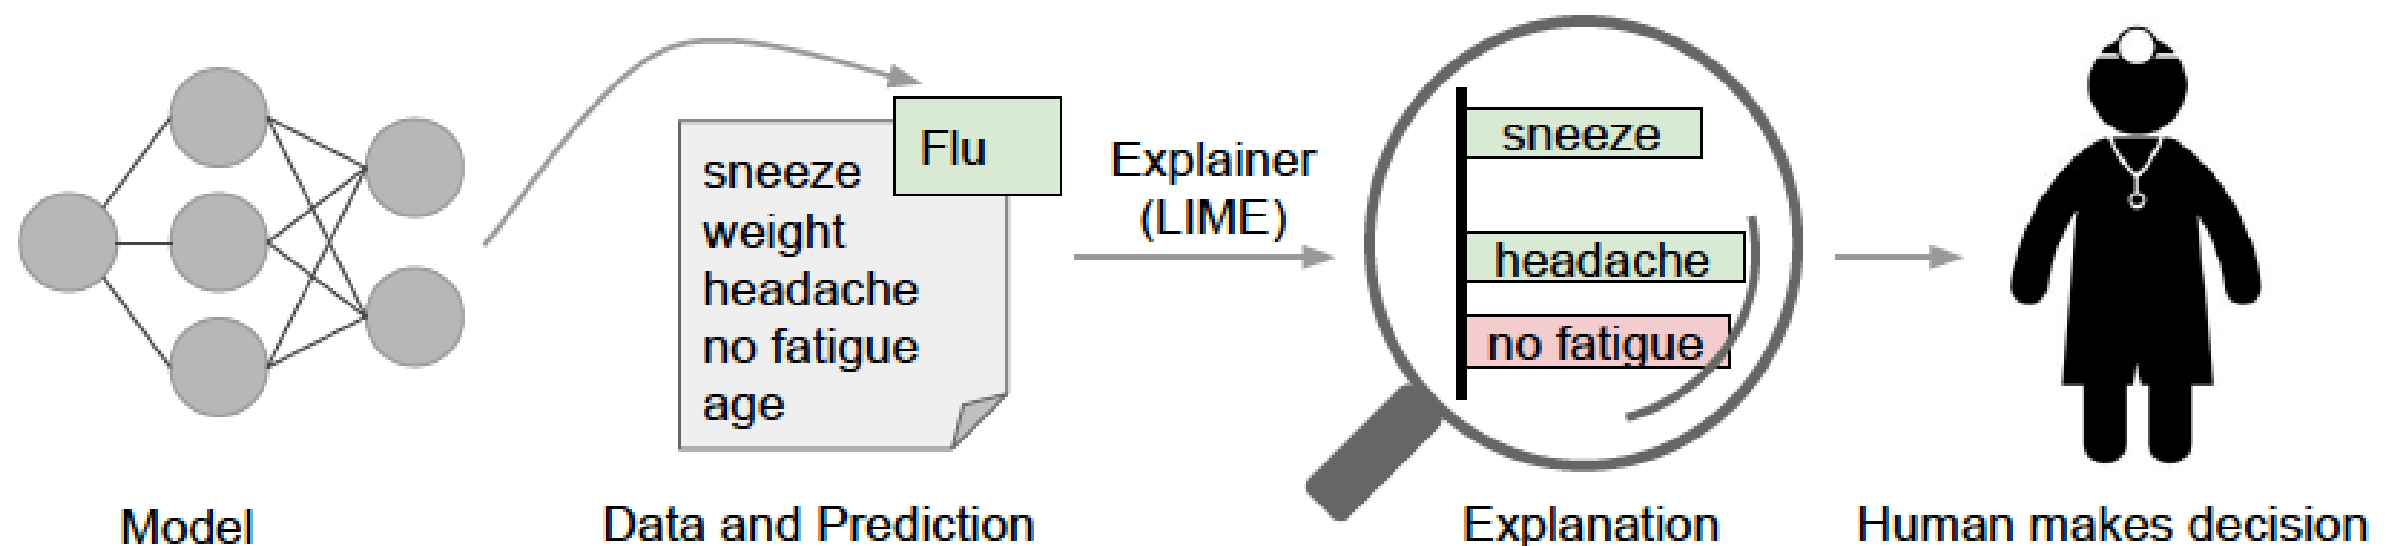 Flu
sneeze
weight
headache
no fatigue
age
Explainer
(LIME)
sneeze
headache
no fatigue
Model
Data and Prediction
Explanation
Human makes decision